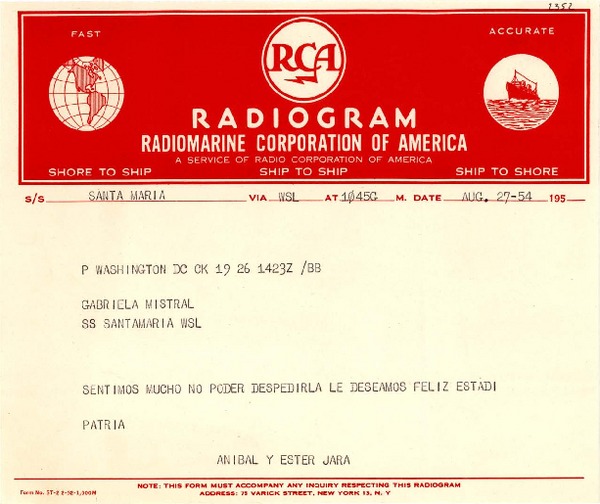 2352
FAST
ACCURATE
RCA
RADIOGRAM
RADIOMARINE CORPORATION OF AMERICA
A SERVICE OF RADIO CORPORATION OF AMERICA
SHORE TO SHIP SHIP TO SHIP SHIP TO SHORE
S/S SANTA MARIA VIA WSL AT 1045G M. DATE AUG. 27-54 195
P WASHINGTON DC CK 19 26 1423Z /BB
GABRIELA MISTRAL
SS SANTAMARIA WSL
SENTIMOS MUCHO NO PODER DESPEDIRLA LE DESEAMOS FELIZ ESTADI
PATRIA
ANIBAL Y ESTER JARA
NOTE: THIS FORM MUST ACCOMPANY ANY INQUIRY RESPECTING THIS RADIOGRAM
Form No. ADDRESS: 75 VARICK STREET, NEW YORK 13, N. Y.